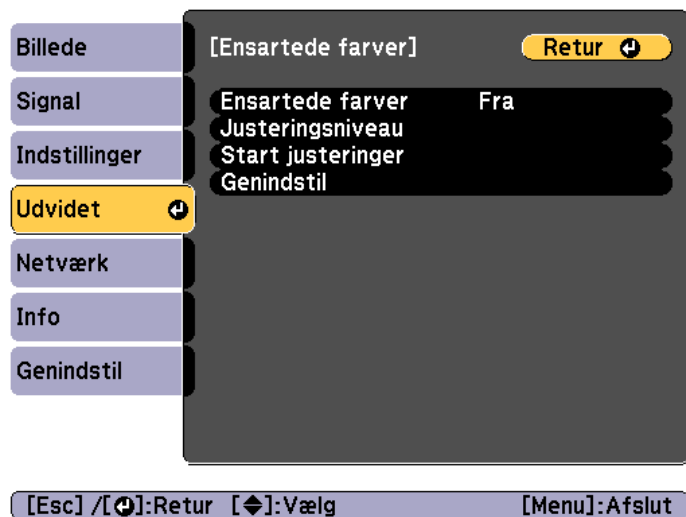 Billede
Signal
Indstillinger
Udvidet
Netværk
Info
Genindstil
[Ensartede farver]
Retur
Ensartede farver Fra
Justeringsniveau
Start justeringer
Genindstil
[Esc] /[⏎]:Retur [◆]:Vælg [Menu]:Afslut